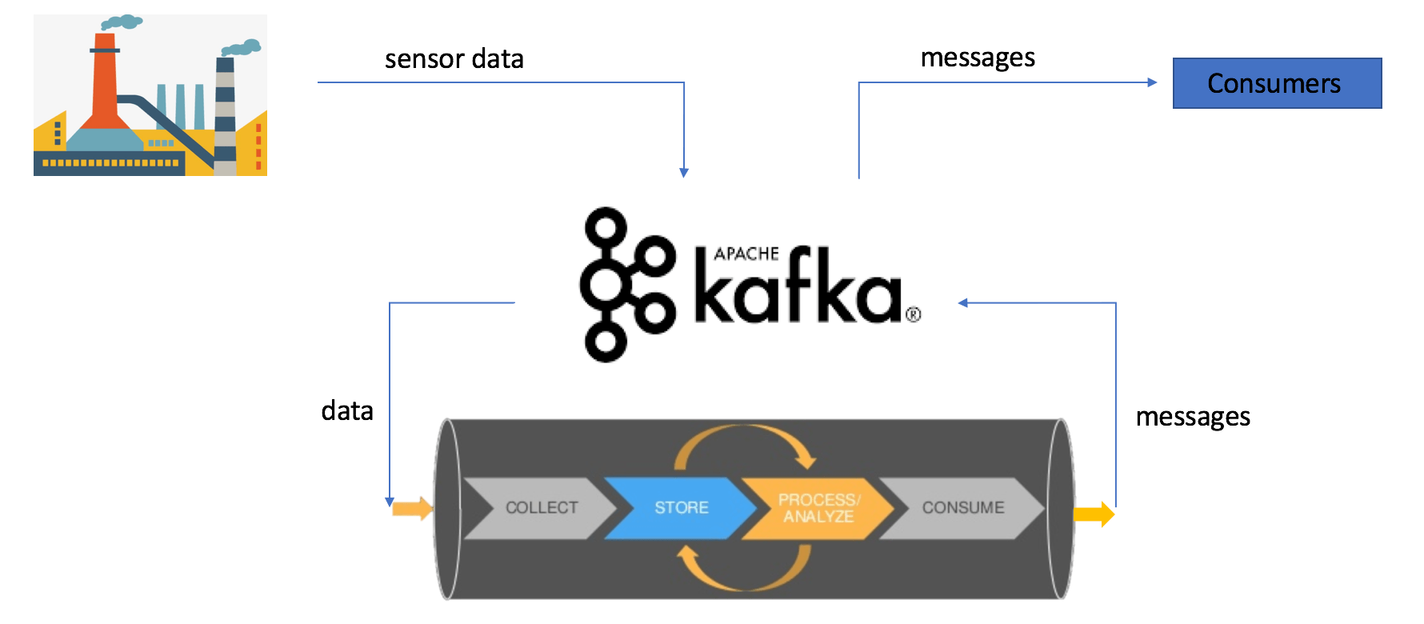 sensor data
messages
Consumers
APACHE
kafka®
data
messages
COLLECT
STORE
PROCESS/
ANALYZE
CONSUME